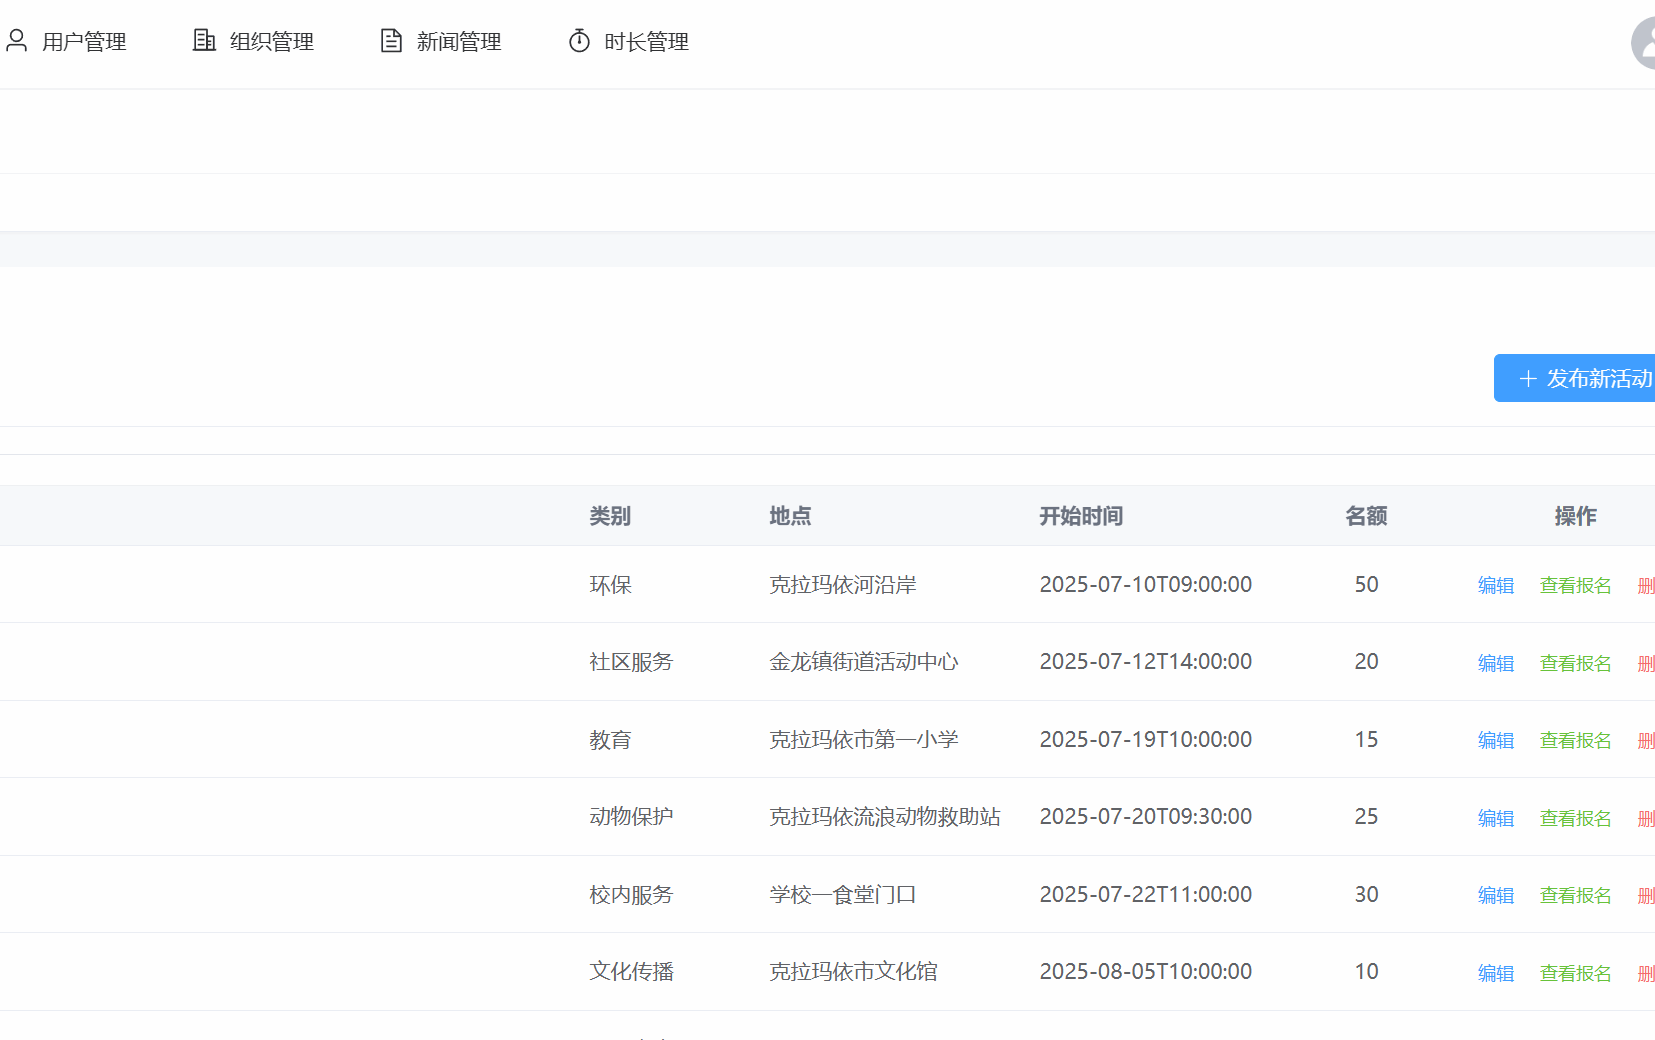 用户管理 组织管理 新闻管理 时长管理
发布新活动
类别 地点 开始时间 名额 操作
环保 克拉玛依河沿岸 2025-07-10T09:00:00 50 编辑 查看报名 删
社区服务 金龙镇街道活动中心 2025-07-12T14:00:00 20 编辑 查看报名 删
教育 克拉玛依市第一小学 2025-07-19T10:00:00 15 编辑 查看报名 删
动物保护 克拉玛依流浪动物救助站 2025-07-20T09:30:00 25 编辑 查看报名 删
校内服务 学校一食堂门口 2025-07-22T11:00:00 30 编辑 查看报名 删
文化传播 克拉玛依市文化馆 2025-08-05T10:00:00 10 编辑 查看报名 删